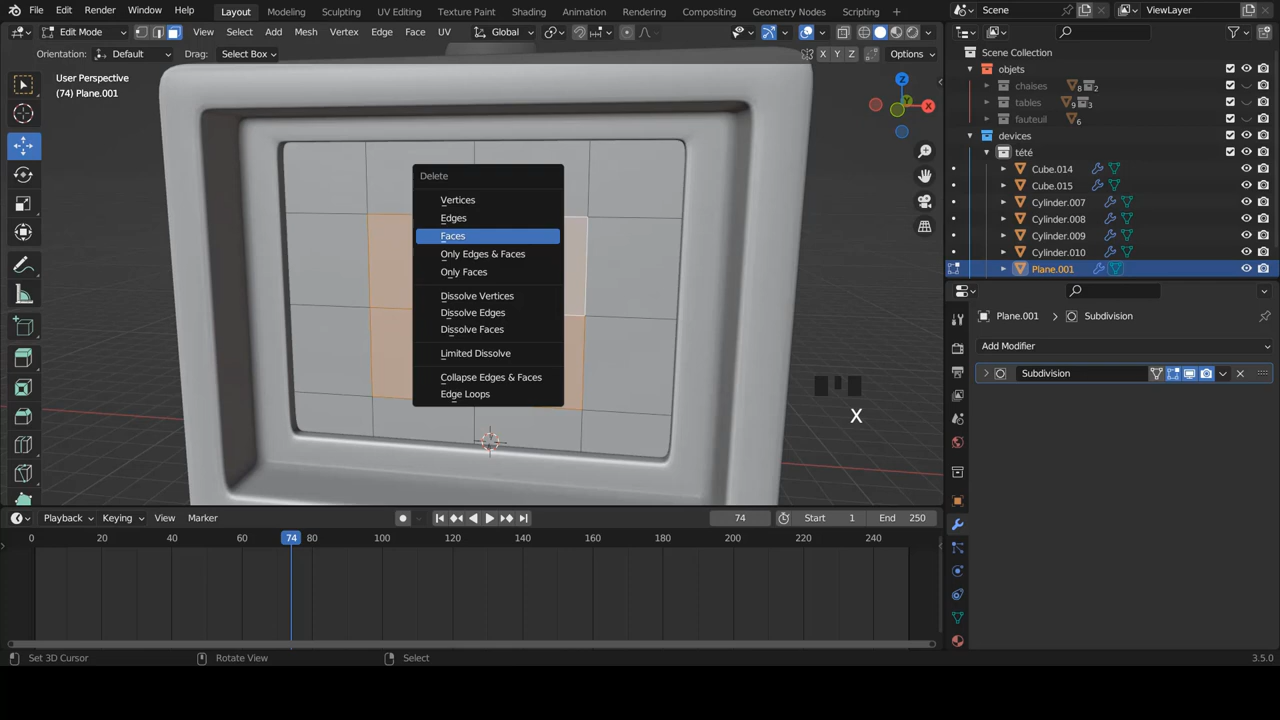 File Edit Render Window Help Layout Modeling Sculpting UV Editing Texture Paint Shading Animation Rendering Compositing Geometry Nodes Scripting + Scene ViewLayer
Edit Mode View Select Add Mesh Vertex Edge Face UV Global Options
Orientation: Default Drag: Select Box X Y Z
User Perspective
(74) Plane.001
Z
X
Y
Scene Collection
objets
chaises 8 2
tables 9 3
fauteuil 6
devices
tété
Cube.014
Cube.015
Cylinder.007
Cylinder.008
Cylinder.009
Cylinder.010
Plane.001
Delete
Vertices
Edges
Faces
Only Edges & Faces
Only Faces
Dissolve Vertices
Dissolve Edges
Dissolve Faces
Limited Dissolve
Collapse Edges & Faces
Edge Loops
X
Plane.001 > Subdivision
Add Modifier
Subdivision
Playback Keying View Marker 74 Start 1 End 250
0 20 40 60 74 80 100 120 140 160 180 200 220 240
Set 3D Cursor Rotate View Select 3.5.0